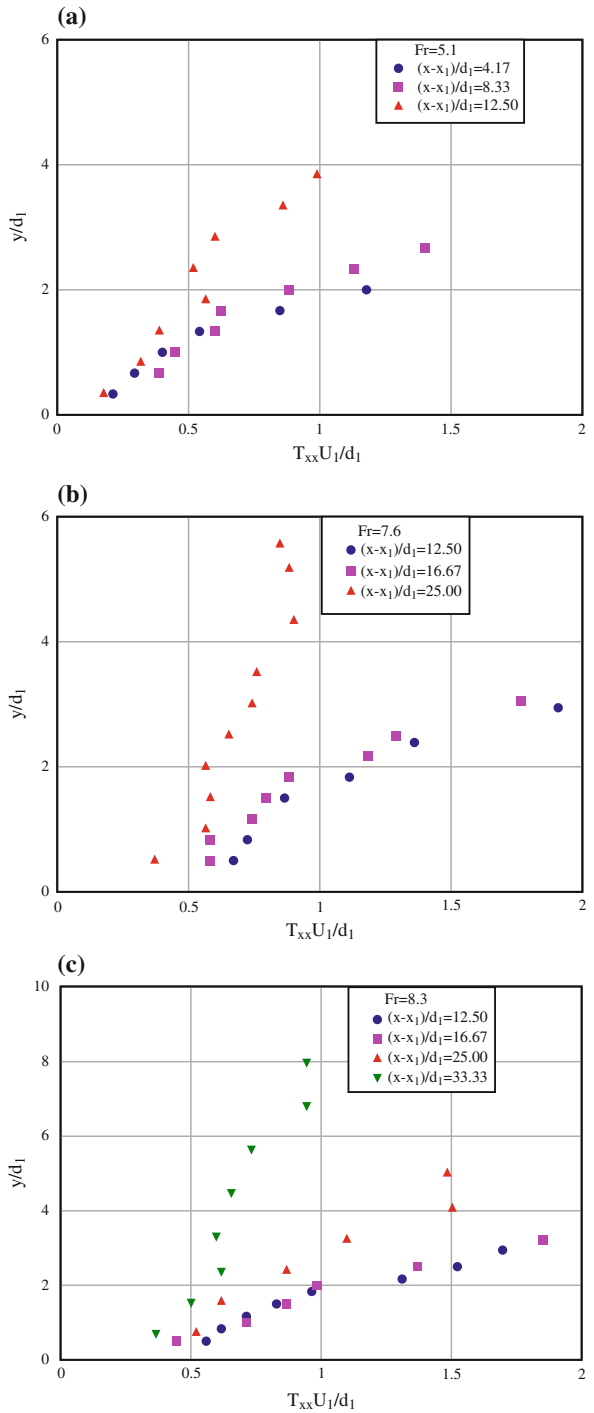 (a)
Fr=5.1
(x-x₁)/d₁=4.17
(x-x₁)/d₁=8.33
(x-x₁)/d₁=12.50
6
4
2
0
y/d₁
0 0.5 1 1.5 2
TₓₓU₁/d₁
(b)
Fr=7.6
(x-x₁)/d₁=12.50
(x-x₁)/d₁=16.67
(x-x₁)/d₁=25.00
6
4
2
0
y/d₁
0 0.5 1 1.5 2
TₓₓU₁/d₁
(c)
Fr=8.3
(x-x₁)/d₁=12.50
(x-x₁)/d₁=16.67
(x-x₁)/d₁=25.00
(x-x₁)/d₁=33.33
10
8
6
4
2
0
y/d₁
0 0.5 1 1.5 2
TₓₓU₁/d₁